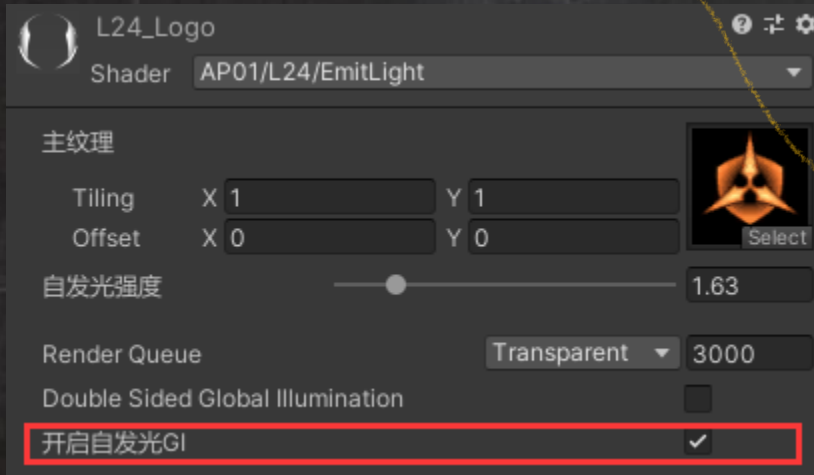 L24_Logo
Shader AP01/L24/EmitLight
主纹理
Tiling X 1 Y 1
Offset X 0 Y 0 Select
自发光强度 1.63
Render Queue Transparent 3000
Double Sided Global Illumination
开启自发光GI